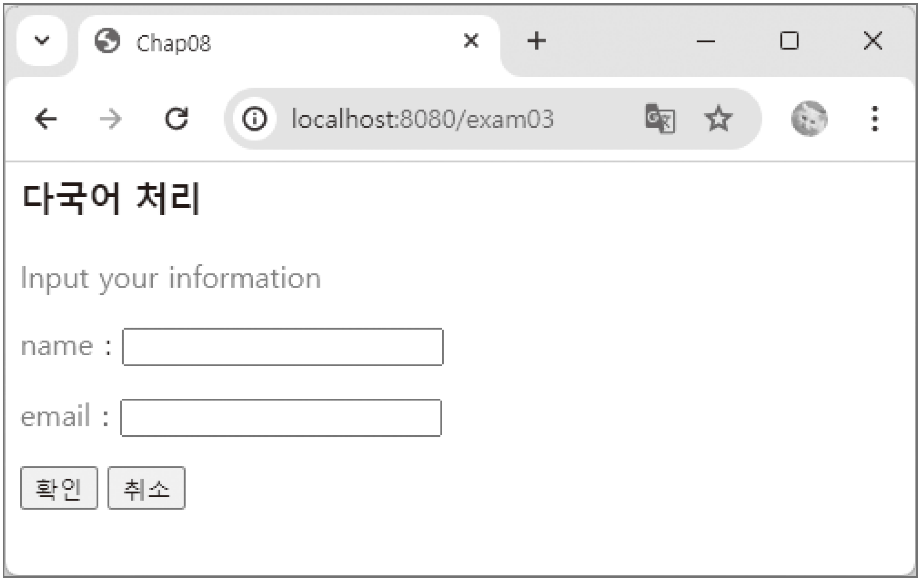 Chap08
localhost:8080/exam03
다국어 처리
Input your information
name :
email :
확인 취소